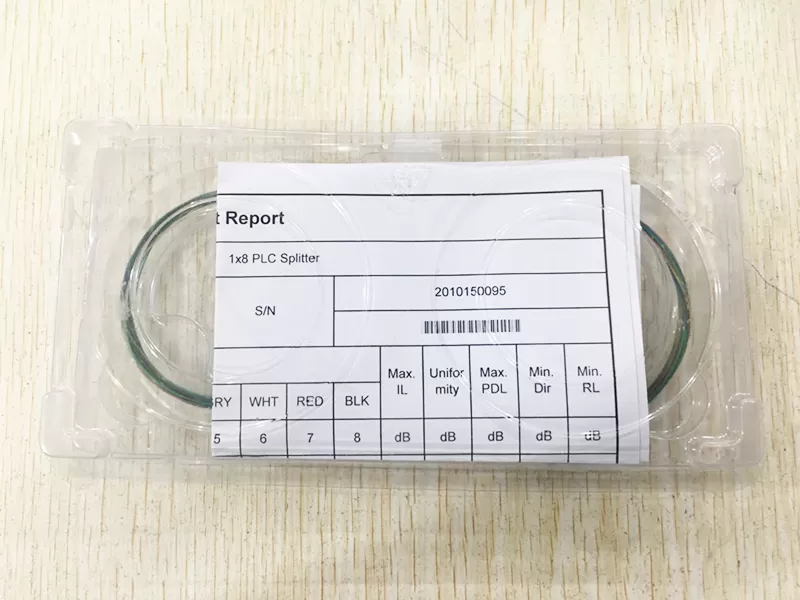 t Report
1x8 PLC Splitter
S/N
2010150095
Max. IL
Unifor mity
Max. PDL
Min. Dir
Min. RL
GRY WHT RED BLK
5 6 7 8 dB dB dB dB dB